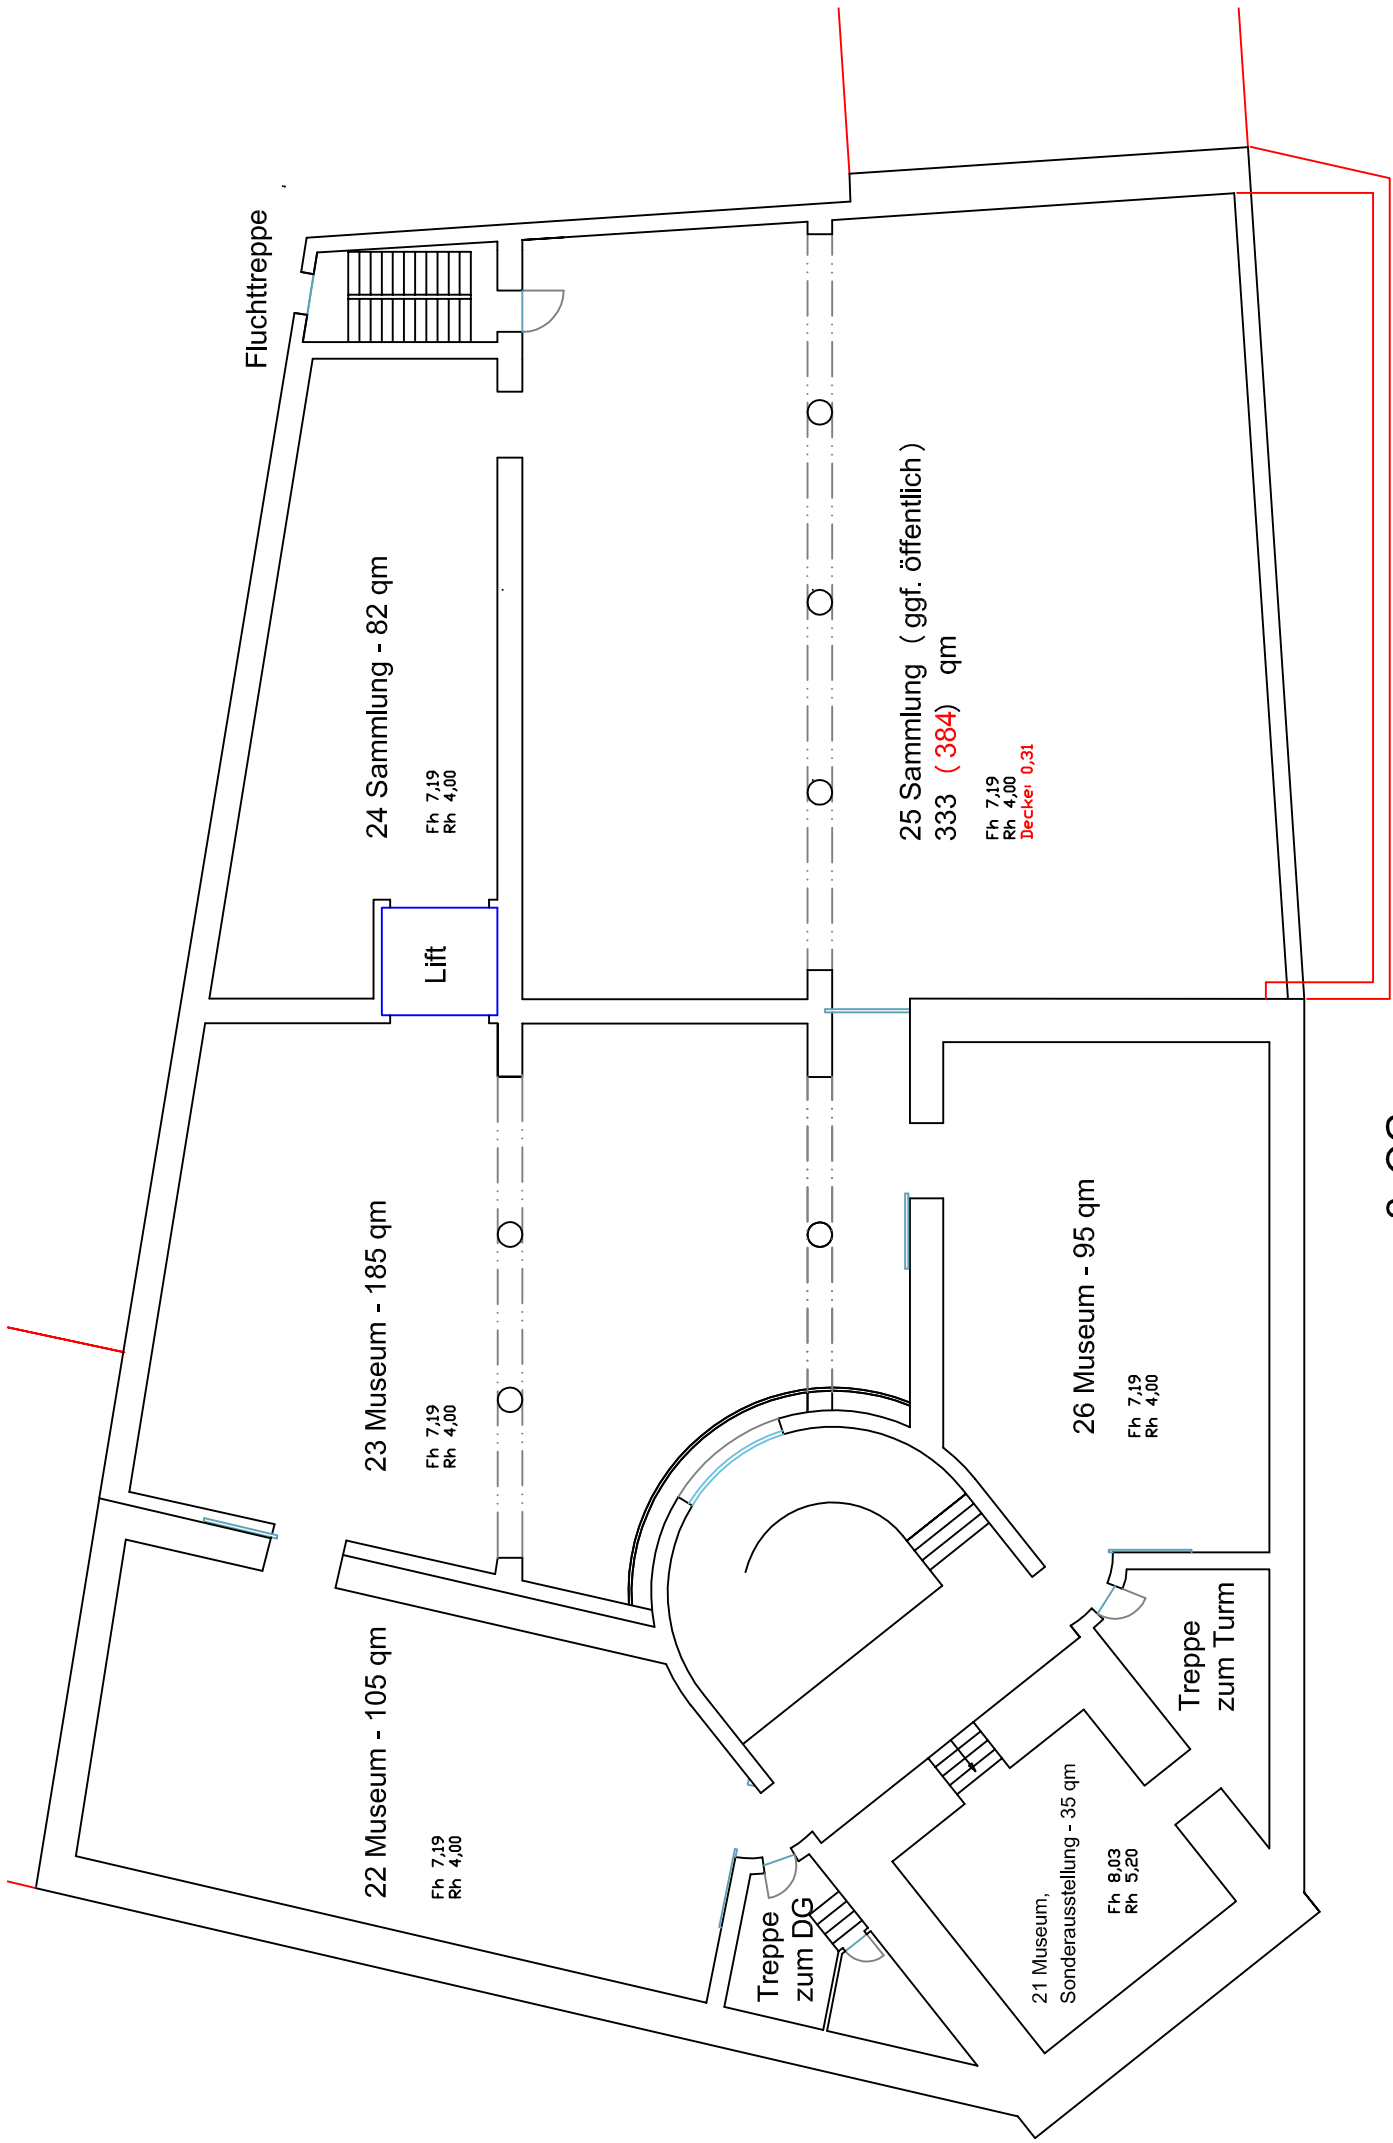 Fluchttreppe
24 Sammlung - 82 qm
Fh 7,19
Rh 4,00
Lift
25 Sammlung ( ggf. öffentlich )
333 ( 384) qm
Fh 7,19
Rh 4,00
Decke: 0,31
23 Museum - 185 qm
Fh 7,19
Rh 4,00
26 Museum - 95 qm
Fh 7,19
Rh 4,00
22 Museum - 105 qm
Fh 7,19
Rh 4,00
Treppe
zum DG
21 Museum,
Sonderausstellung - 35 qm
Fh 8,03
Rh 5,20
Treppe
zum Turm